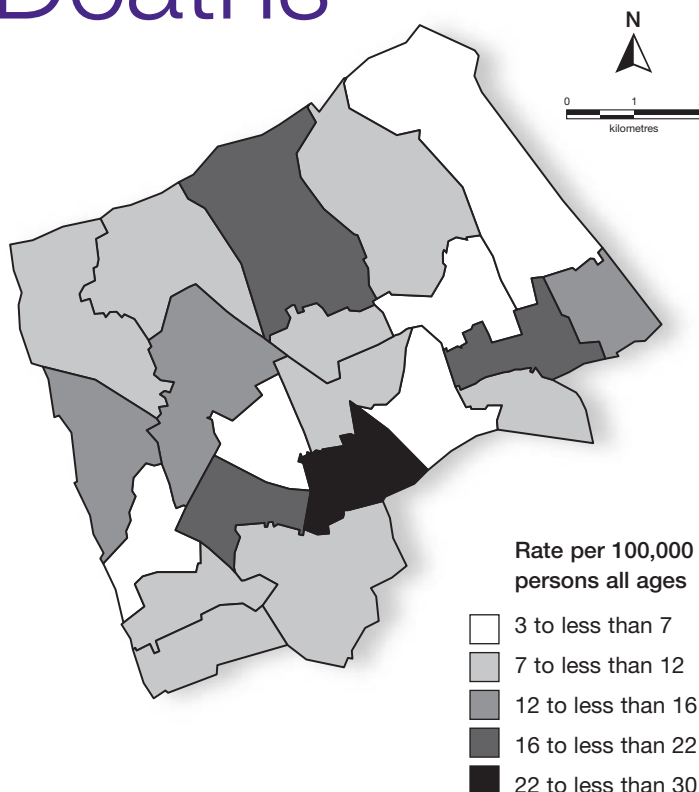 Deaths
N
0 1
kilometres
Rate per 100,000
persons all ages
3 to less than 7
7 to less than 12
12 to less than 16
16 to less than 22
22 to less than 30